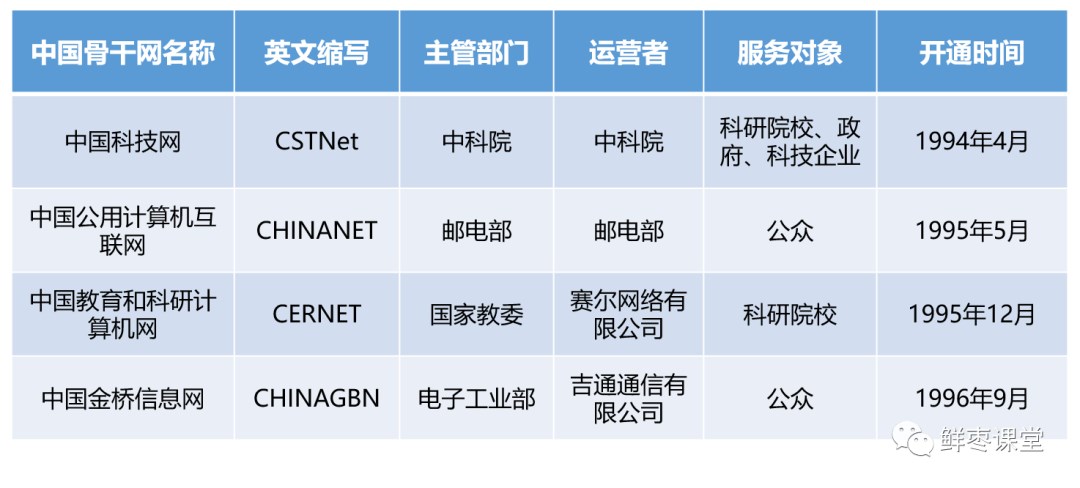 中国骨干网名称 英文缩写 主管部门 运营者 服务对象 开通时间
中国科技网 CSTNet 中科院 中科院 科研院校、政 1994年4月
府、科技企业
中国公用计算机互 CHINANET 邮电部 邮电部 公众 1995年5月
联网
中国教育和科研计 CERNET 国家教委 赛尔网络有 科研院校 1995年12月
算机网 限公司
中国金桥信息网 CHINAGBN 电子工业部 吉通通信有 公众 1996年9月
限公司
鲜枣课堂